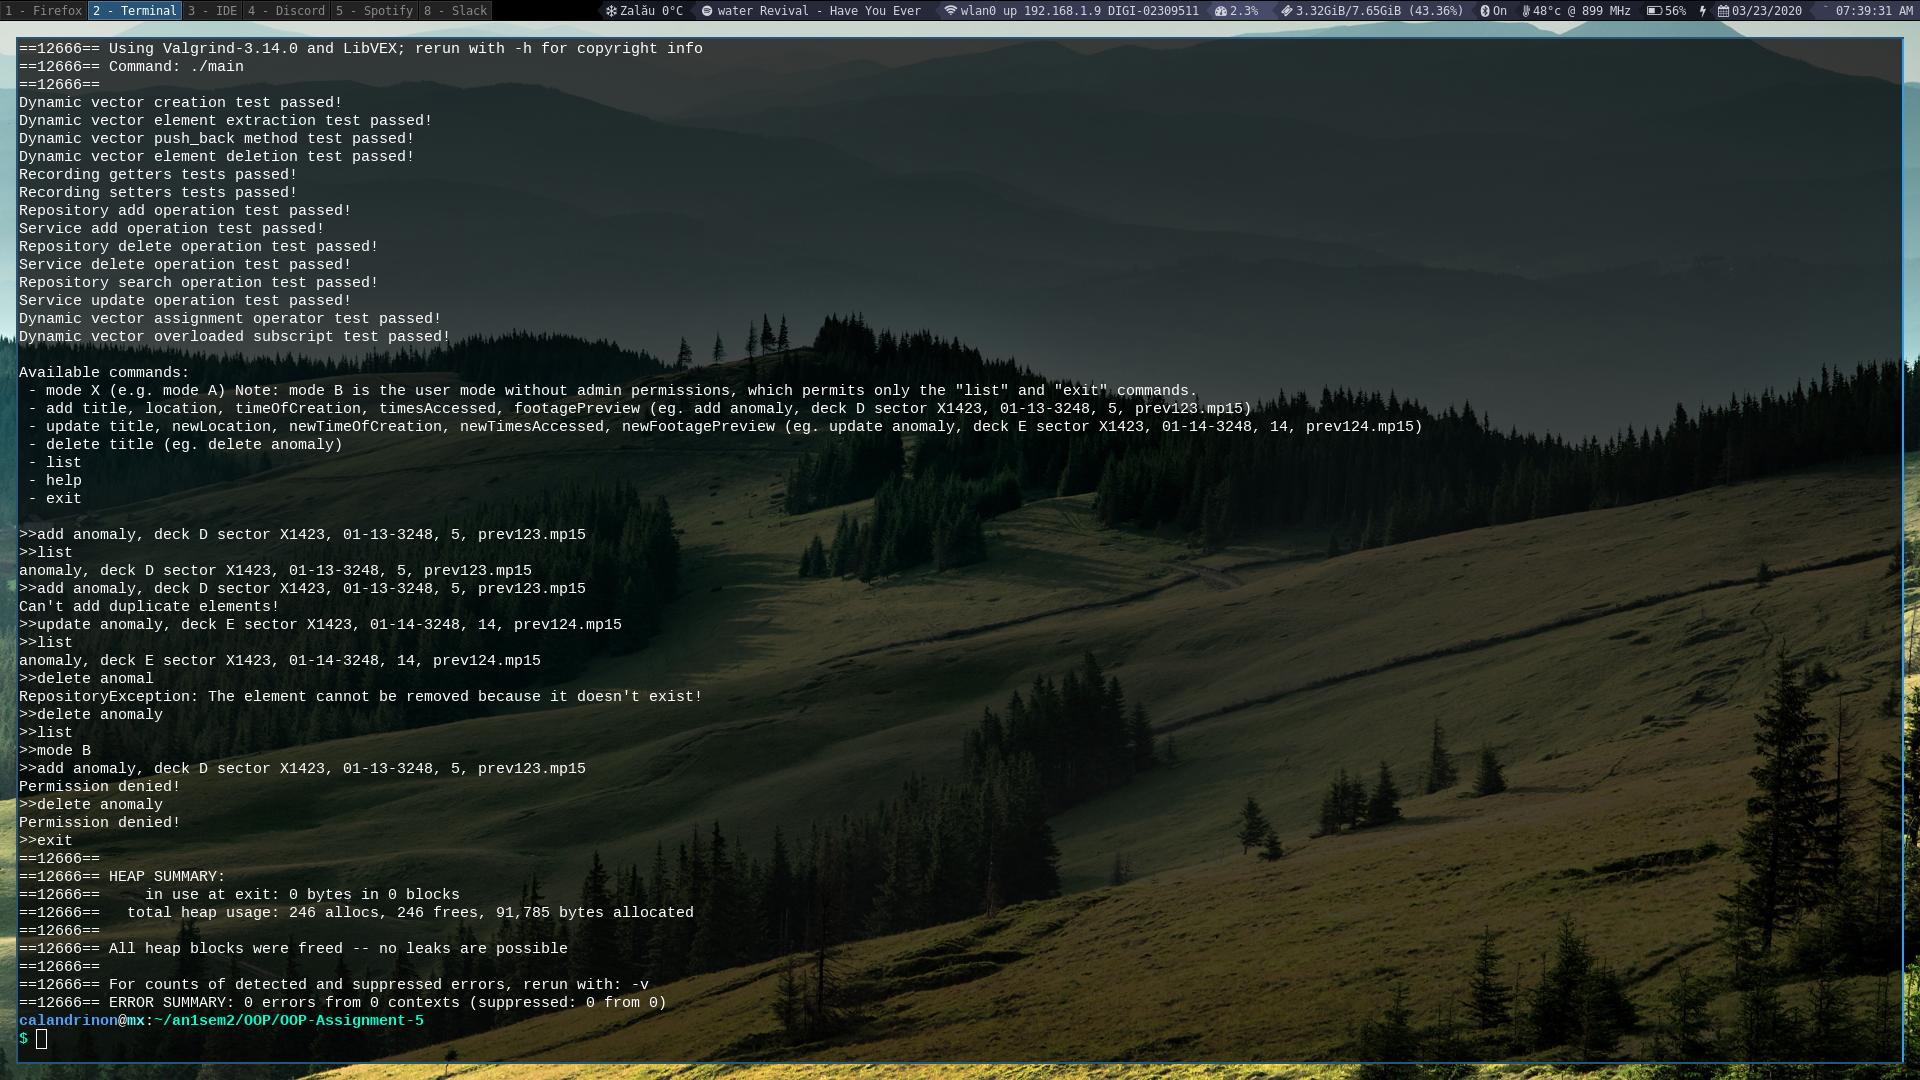 1 - Firefox 2 - Terminal 3 - IDE 4 - Discord 5 - Spotify 8 - Slack Zalău 0°C water Revival - Have You Ever wlan0 up 192.168.1.9 DIGI-02309511 2.3% 3.32GiB/7.65GiB (43.36%) On 48°c @ 899 MHz 56% 03/23/2020 07:39:31 AM
==12666== Using Valgrind-3.14.0 and LibVEX; rerun with -h for copyright info
==12666== Command: ./main
==12666==
Dynamic vector creation test passed!
Dynamic vector element extraction test passed!
Dynamic vector push_back method test passed!
Dynamic vector element deletion test passed!
Recording getters tests passed!
Recording setters tests passed!
Repository add operation test passed!
Service add operation test passed!
Repository delete operation test passed!
Service delete operation test passed!
Repository search operation test passed!
Service update operation test passed!
Dynamic vector assignment operator test passed!
Dynamic vector overloaded subscript test passed!
Available commands:
 - mode X (e.g. mode A) Note: mode B is the user mode without admin permissions, which permits only the "list" and "exit" commands.
 - add title, location, timeOfCreation, timesAccessed, footagePreview (eg. add anomaly, deck D sector X1423, 01-13-3248, 5, prev123.mp15)
 - update title, newLocation, newTimeOfCreation, newTimesAccessed, newFootagePreview (eg. update anomaly, deck E sector X1423, 01-14-3248, 14, prev124.mp15)
 - delete title (eg. delete anomaly)
 - list
 - help
 - exit
>>add anomaly, deck D sector X1423, 01-13-3248, 5, prev123.mp15
>>list
anomaly, deck D sector X1423, 01-13-3248, 5, prev123.mp15
>>add anomaly, deck D sector X1423, 01-13-3248, 5, prev123.mp15
Can't add duplicate elements!
>>update anomaly, deck E sector X1423, 01-14-3248, 14, prev124.mp15
>>list
anomaly, deck E sector X1423, 01-14-3248, 14, prev124.mp15
>>delete anomal
RepositoryException: The element cannot be removed because it doesn't exist!
>>delete anomaly
>>list
>>mode B
>>add anomaly, deck D sector X1423, 01-13-3248, 5, prev123.mp15
Permission denied!
>>delete anomaly
Permission denied!
>>exit
==12666==
==12666== HEAP SUMMARY:
==12666==     in use at exit: 0 bytes in 0 blocks
==12666==   total heap usage: 246 allocs, 246 frees, 91,785 bytes allocated
==12666==
==12666== All heap blocks were freed -- no leaks are possible
==12666==
==12666== For counts of detected and suppressed errors, rerun with: -v
==12666== ERROR SUMMARY: 0 errors from 0 contexts (suppressed: 0 from 0)
calandrinon@mx:~/an1sem2/OOP/OOP-Assignment-5
$